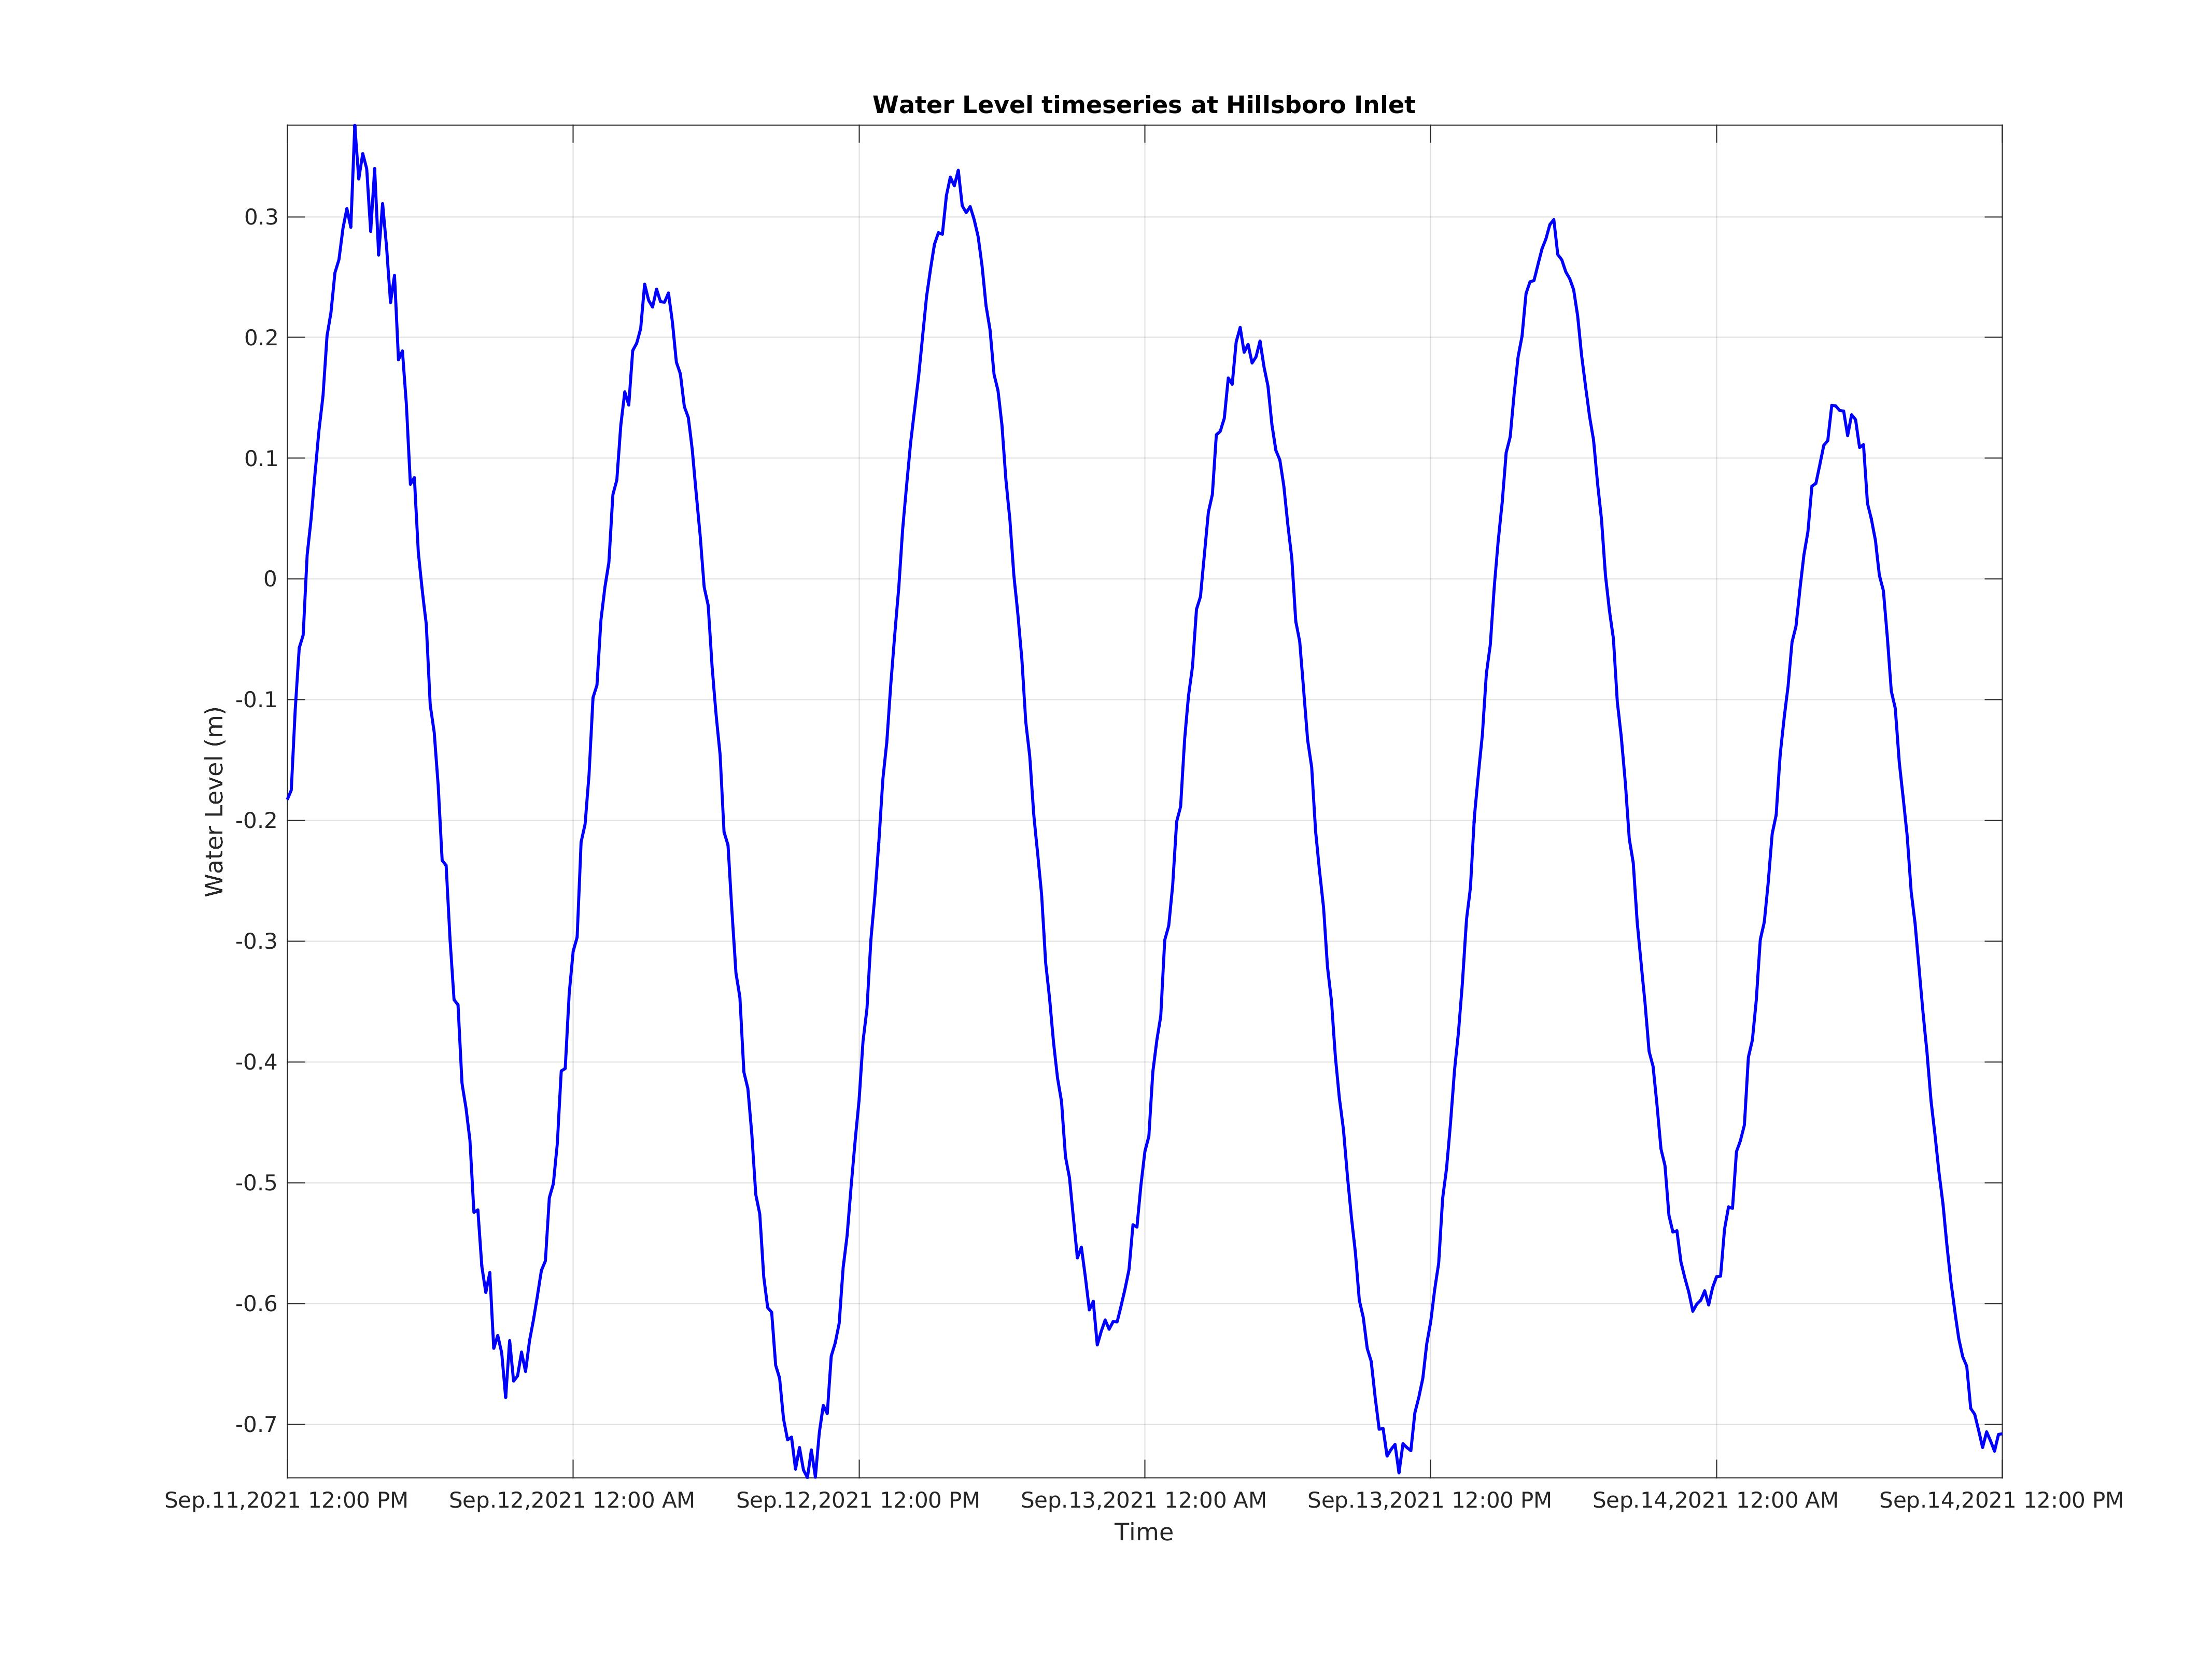 Water Level timeseries at Hillsboro Inlet
0.3
0.2
0.1
0
-0.1
-0.2
-0.3
-0.4
-0.5
-0.6
-0.7
Water Level (m)
Sep.11,2021 12:00 PM
Sep.12,2021 12:00 AM
Sep.12,2021 12:00 PM
Sep.13,2021 12:00 AM
Sep.13,2021 12:00 PM
Sep.14,2021 12:00 AM
Sep.14,2021 12:00 PM
Time